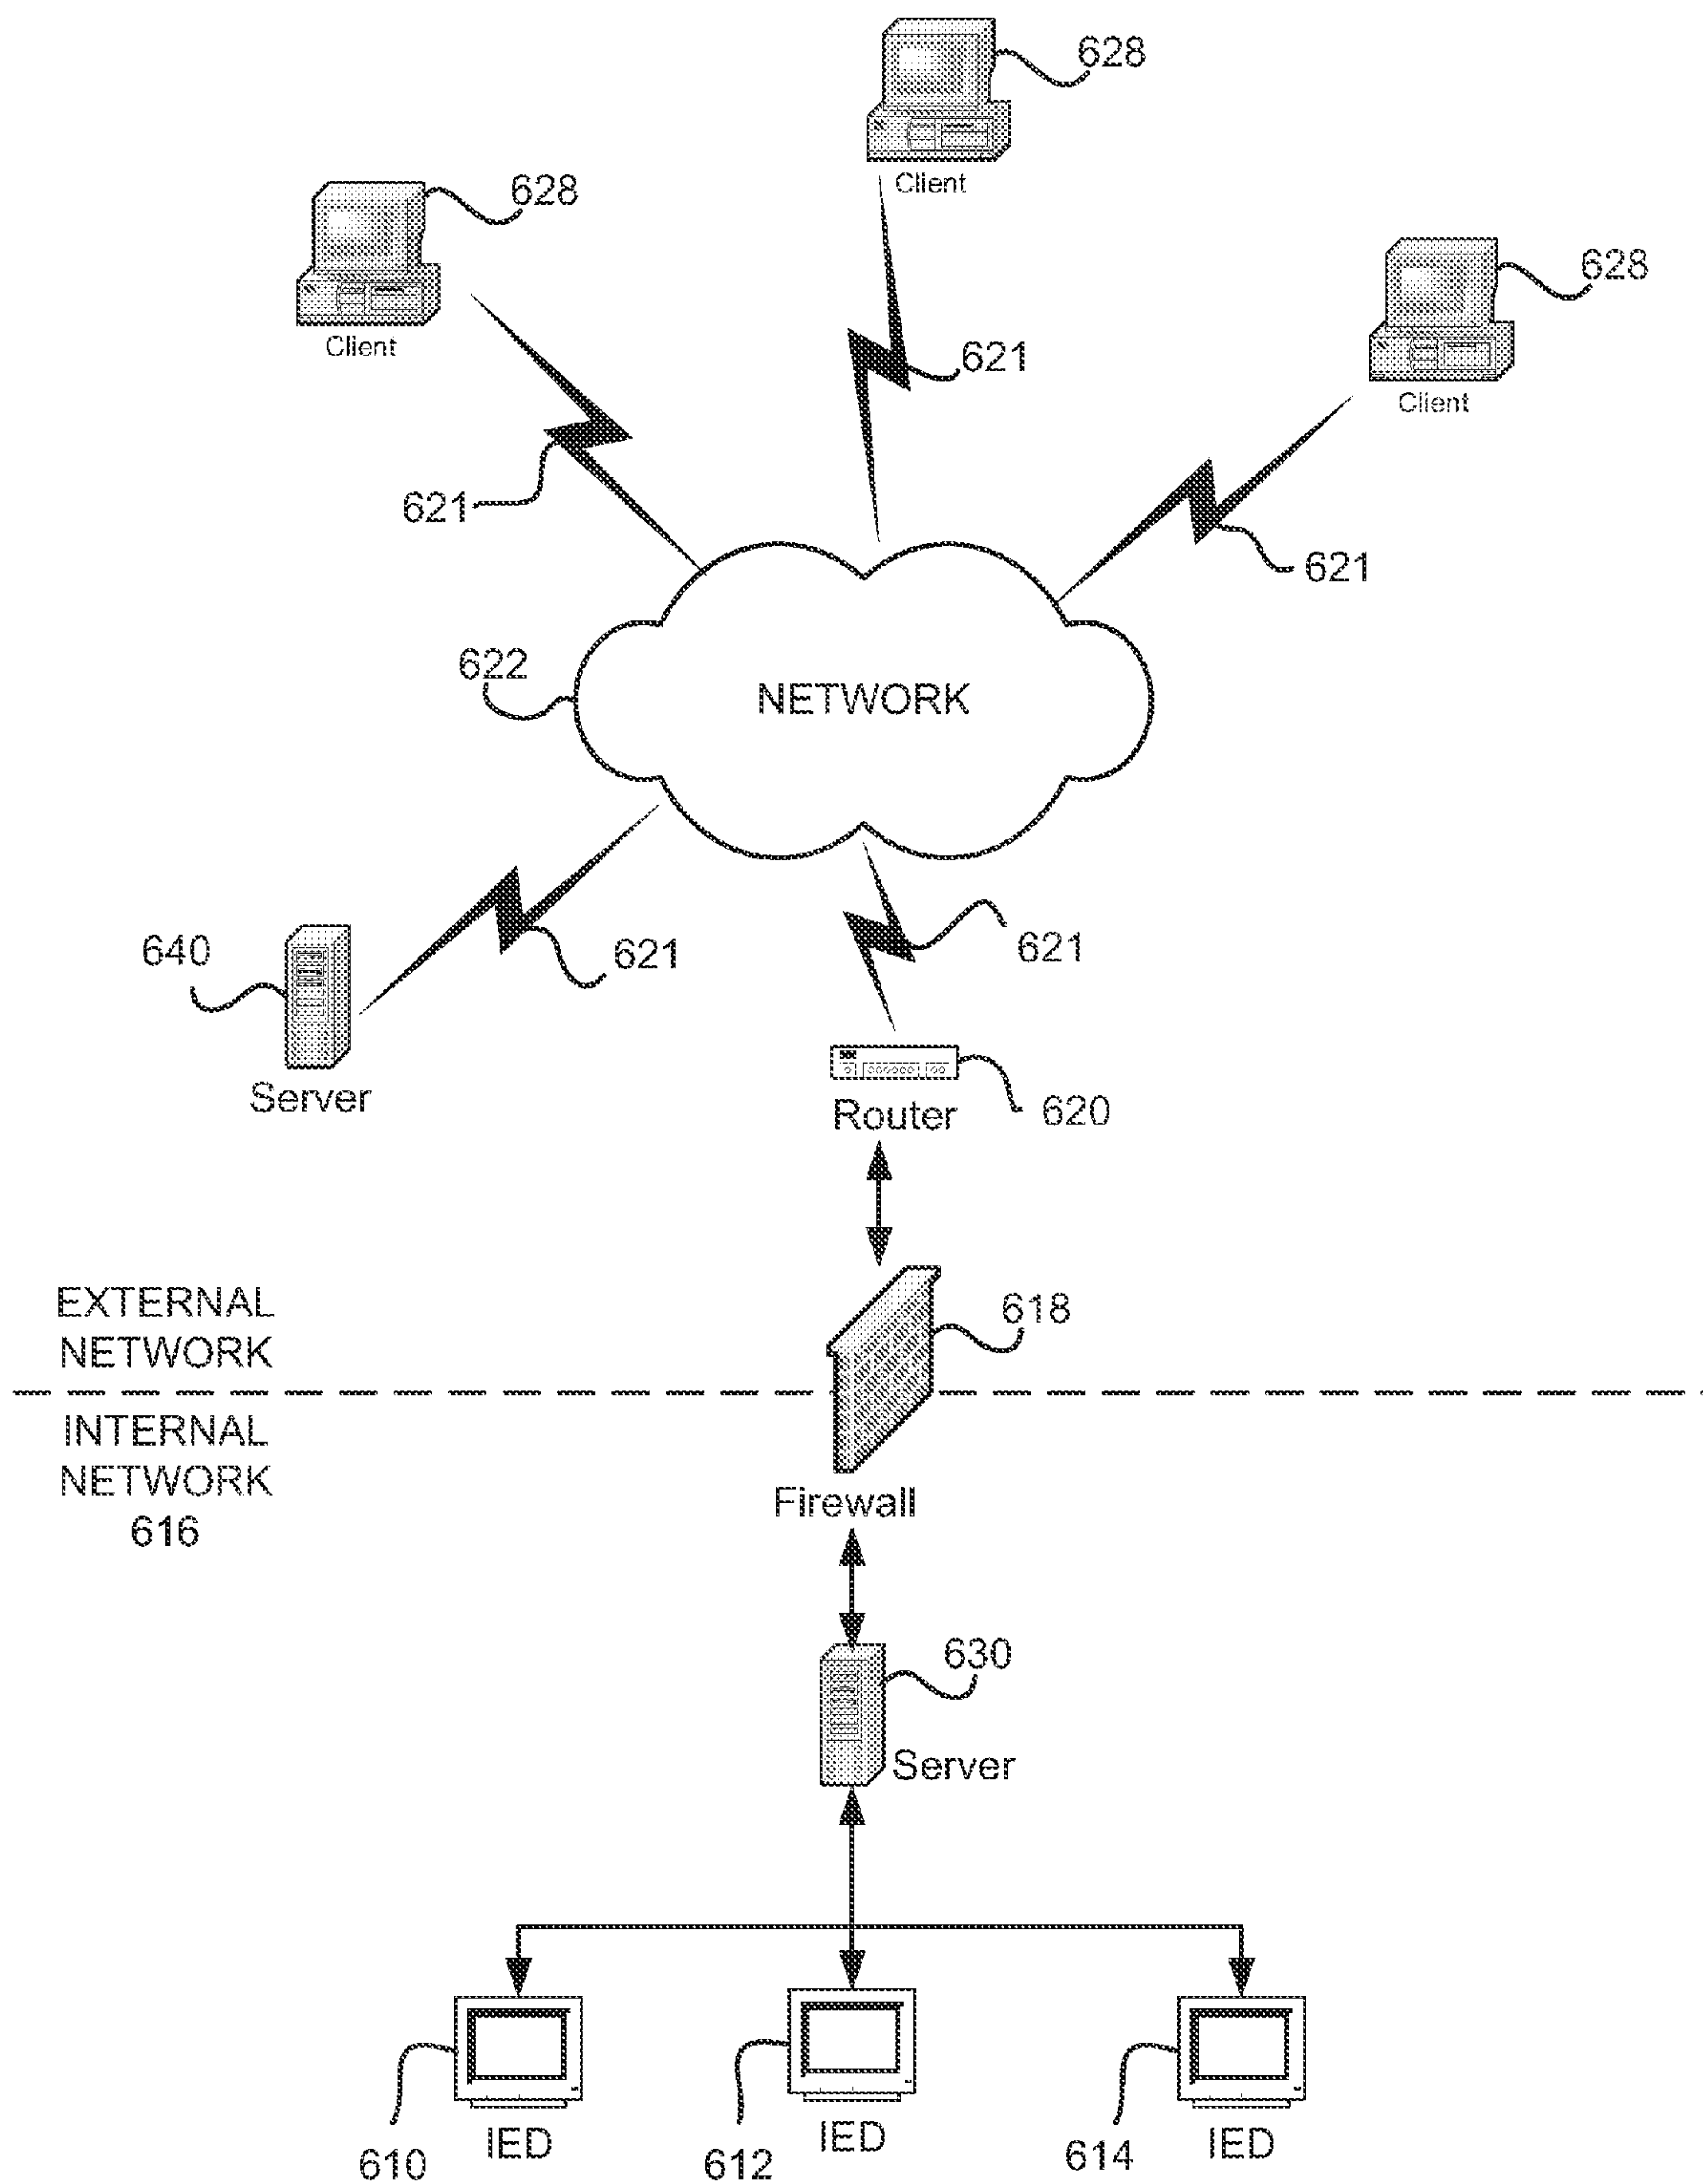 628
Client
628
Client
628
Client
621
621
621
622
NETWORK
640
621
621
Server
Router
620
EXTERNAL
NETWORK
618
INTERNAL
NETWORK
616
Firewall
630
Server
610
IED
612
IED
614
IED